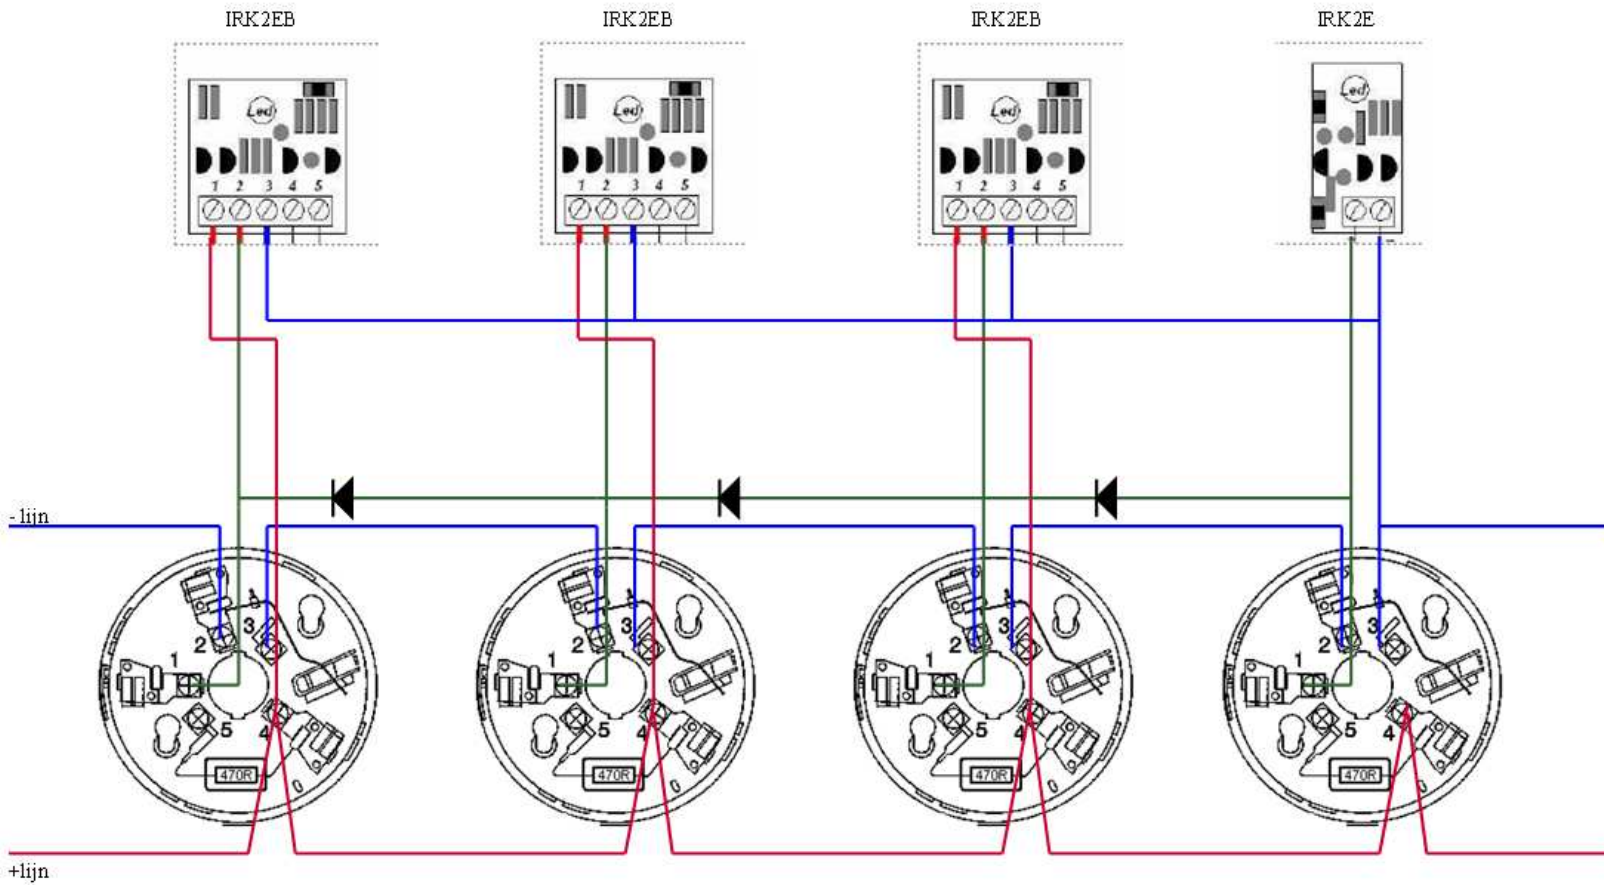 IRK2EB IRK2EB IRK2EB IRK2E
Led Led Led Led
1 2 3 4 5 1 2 3 4 5 1 2 3 4 5
- lijn
3 3 3 3
2 2 2 2
1 1 1 1
5 4 5 4 5 4 5 4
470R 470R 470R 470R
+lijn